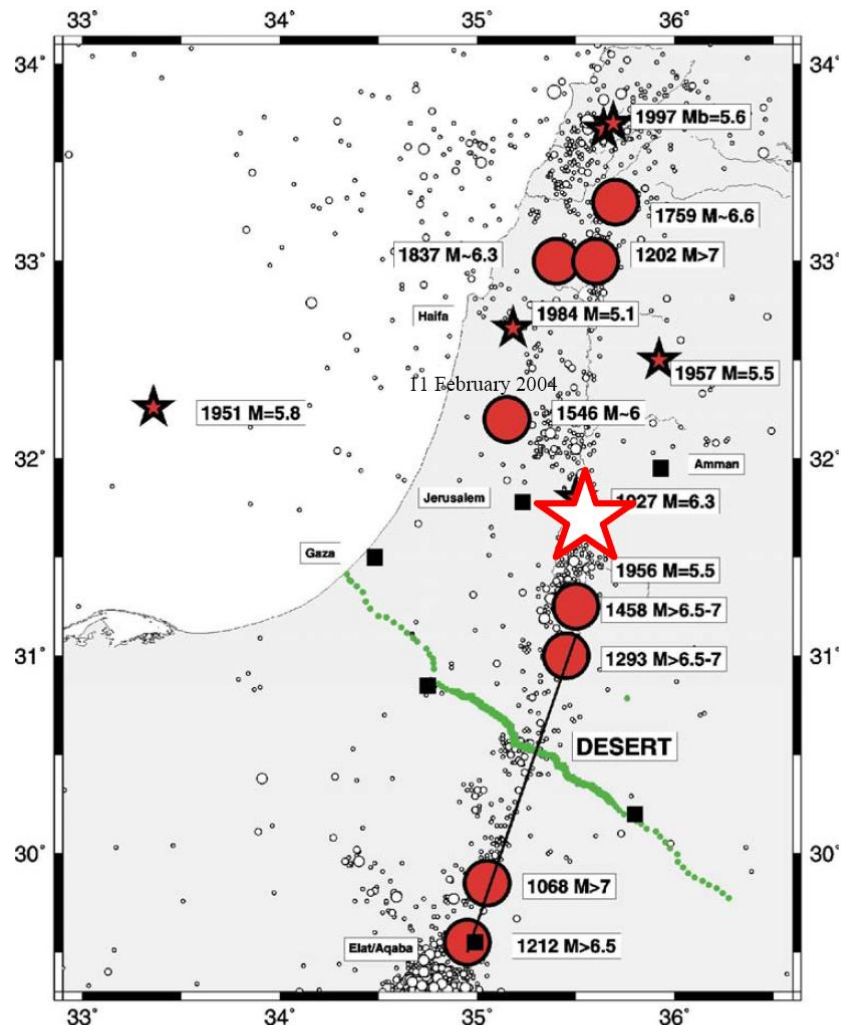 33° 34° 35° 36°
34° 34°
1997 Mb=5.6
1759 M~6.6
33° 1837 M~6.3 1202 M>7 33°
Haifa 1984 M=5.1
1957 M=5.5
11 February 2004
1951 M=5.8 1546 M~6
32° Amman 32°
Jerusalem 1927 M=6.3
Gaza 1956 M=5.5
1458 M>6.5-7
31° 1293 M>6.5-7 31°
DESERT
30° 30°
1068 M>7
Elat/Aqaba 1212 M>6.5
33° 34° 35° 36°